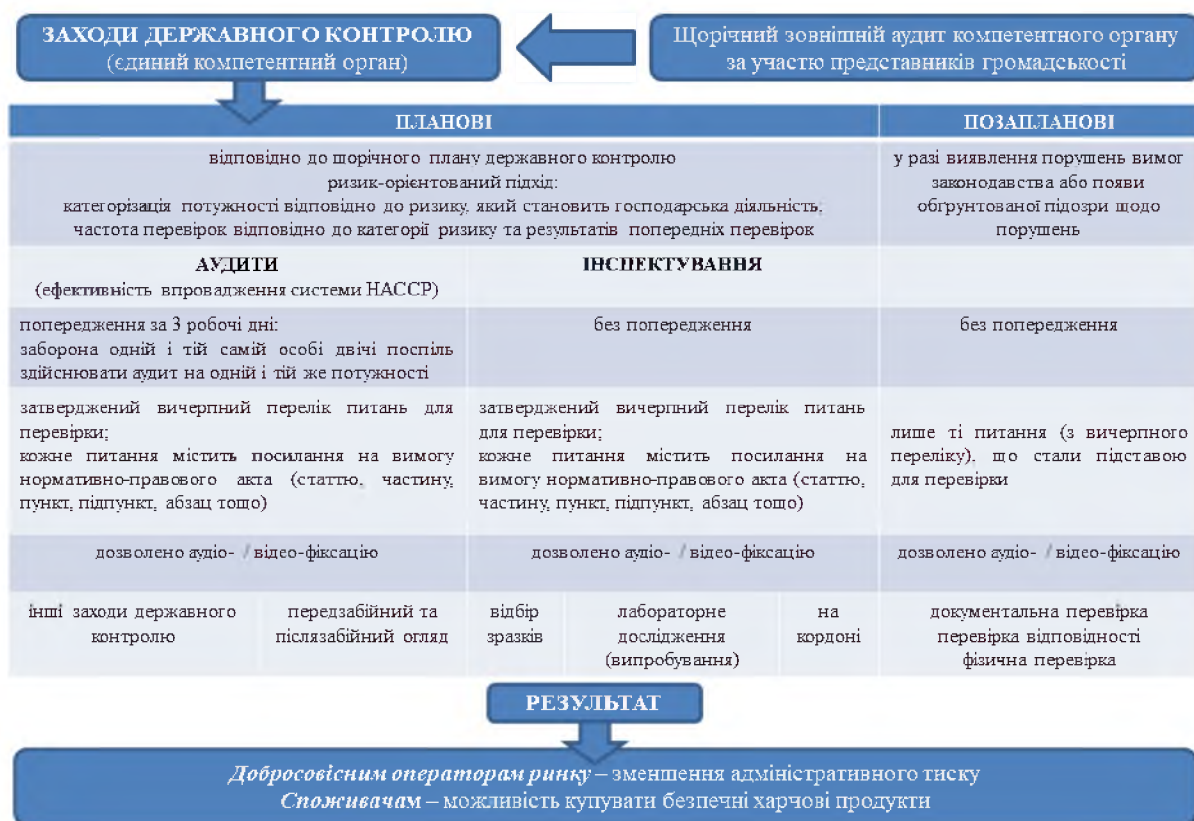 ЗАХОДИ ДЕРЖАВНОГО КОНТРОЛЮ
(єдиний компетентний орган)
Щорічний зовнішній аудит компетентного органу
за участю представників громадськості
ПЛАНОВІ
ПОЗАПЛАНОВІ
відповідно до щорічного плану державного контролю
ризик-орієнтований підхід:
категорізація потужності відповідно до ризику, який становить господарська діяльність;
частота перевірок відповідно до категорії ризику та результатів попередніх перевірок
у разі виявлення порушень вимог
законодавства або появи
обґрунтованої підозри щодо
порушень
АУДИТИ
(ефективність впровадження системи НАССР)
ІНСПЕКТУВАННЯ
попередження за 3 робочі дні:
заборона одній і тій самій особі двічі поспіль
здійснювати аудит на одній і тій же потужності
без попередження
без попередження
затверджений вичерпний перелік питань для
перевірки;
кожне питання містить посилання на вимогу
нормативно-правового акта (статтю, частину,
пункт, підпункт, абзац тощо)
затверджений вичерпний перелік питань
для перевірки;
кожне питання містить посилання на
вимогу нормативно-правового акта (статтю,
частину, пункт, підпункт, абзац тощо)
лише ті питання (з вичерпного
переліку), що стали підставою
для перевірки
дозволено аудіо- / відео-фіксацію
дозволено аудіо- / відео-фіксацію
дозволено аудіо- / відео-фіксацію
інші заходи державного
контролю
передзабійний та
післязабійний огляд
відбір
зразків
лабораторне
дослідження
(випробування)
на
кордоні
документальна перевірка
перевірка відповідності
фізична перевірка
РЕЗУЛЬТАТ
Добросовісним операторам ринку – зменшення адміністративного тиску
Споживачам – можливість купувати безпечні харчові продукти